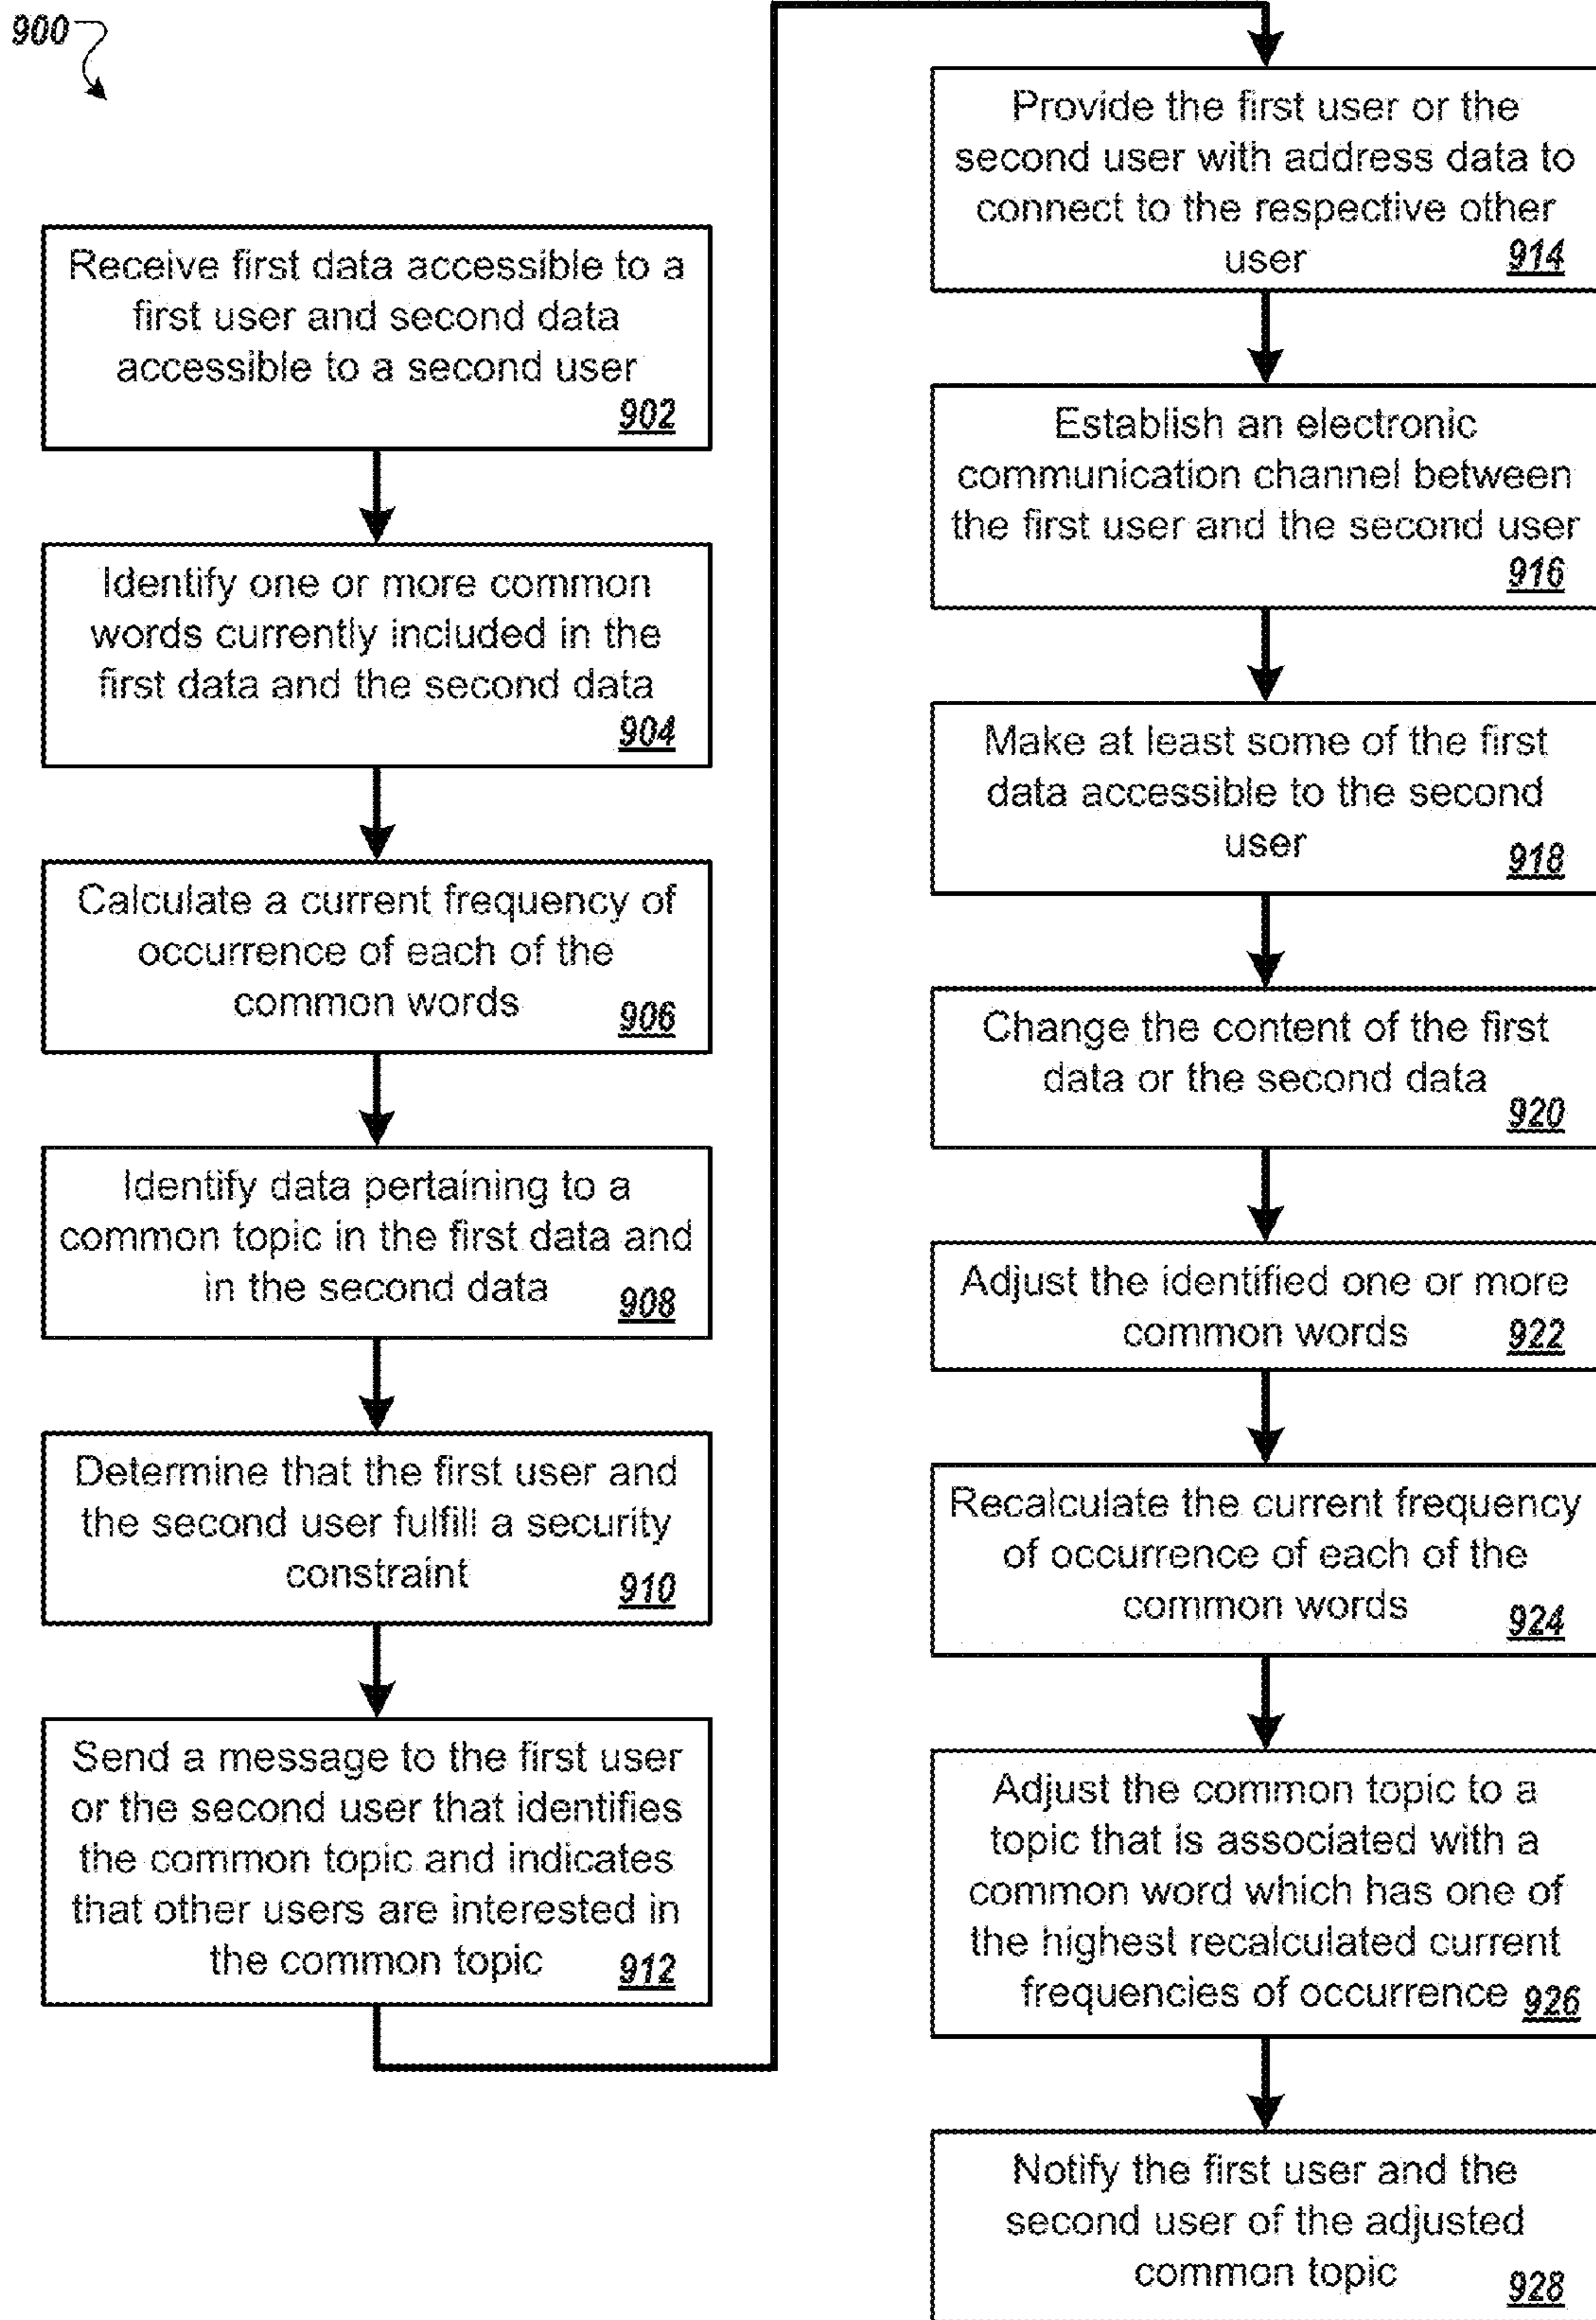 900
Receive first data accessible to a
first user and second data
accessible to a second user
902
Identify one or more common
words currently included in the
first data and the second data
904
Calculate a current frequency of
occurrence of each of the
common words 906
Identify data pertaining to a
common topic in the first data and
in the second data 908
Determine that the first user and
the second user fulfill a security
constraint 910
Send a message to the first user
or the second user that identifies
the common topic and indicates
that other users are interested in
the common topic 912
Provide the first user or the
second user with address data to
connect to the respective other
user 914
Establish an electronic
communication channel between
the first user and the second user
916
Make at least some of the first
data accessible to the second
user 918
Change the content of the first
data or the second data
920
Adjust the identified one or more
common words 922
Recalculate the current frequency
of occurrence of each of the
common words 924
Adjust the common topic to a
topic that is associated with a
common word which has one of
the highest recalculated current
frequencies of occurrence 926
Notify the first user and the
second user of the adjusted
common topic 928